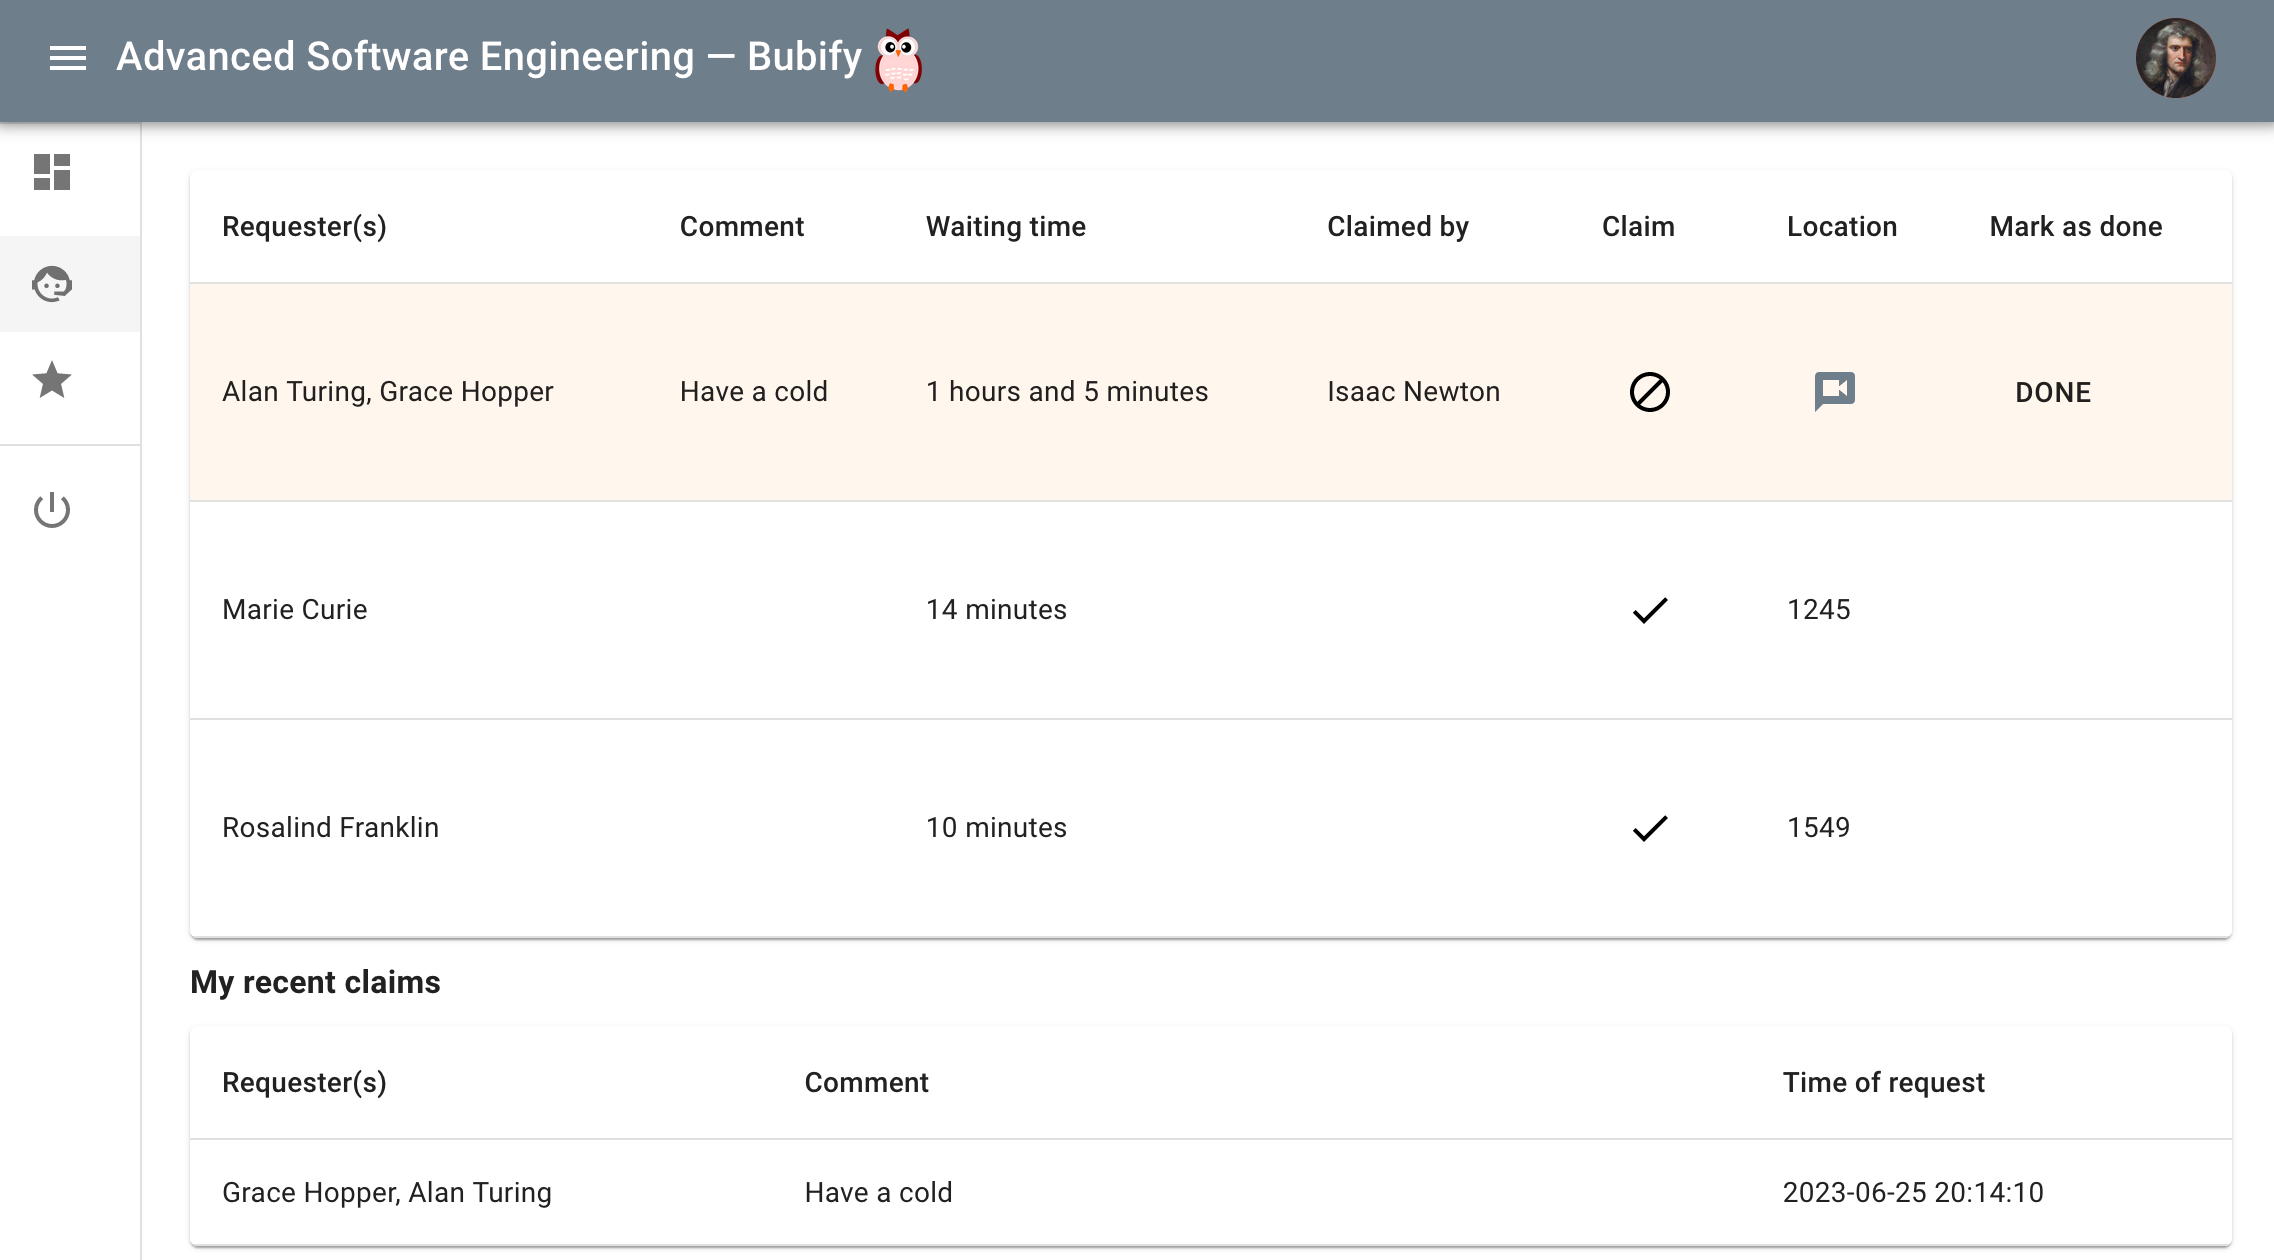 Advanced Software Engineering — Bubify
Requester(s) Comment Waiting time Claimed by Claim Location Mark as done
Alan Turing, Grace Hopper Have a cold 1 hours and 5 minutes Isaac Newton DONE
Marie Curie 14 minutes 1245
Rosalind Franklin 10 minutes 1549
My recent claims
Requester(s) Comment Time of request
Grace Hopper, Alan Turing Have a cold 2023-06-25 20:14:10